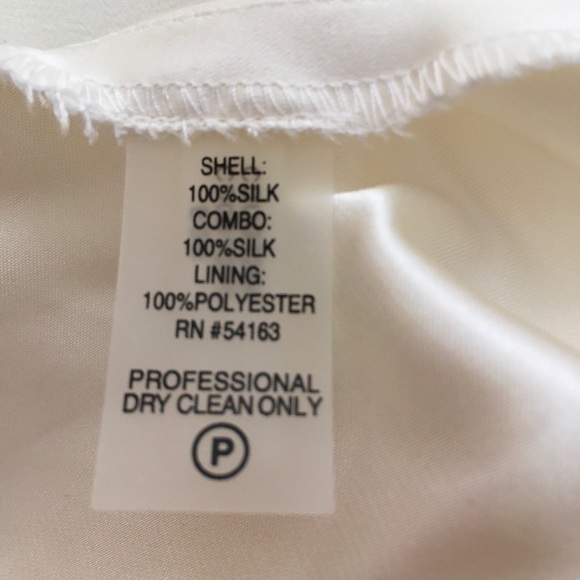 SHELL:
100%SILK
COMBO:
100%SILK
LINING:
100%POLYESTER
RN #54163
PROFESSIONAL
DRY CLEAN ONLY
P